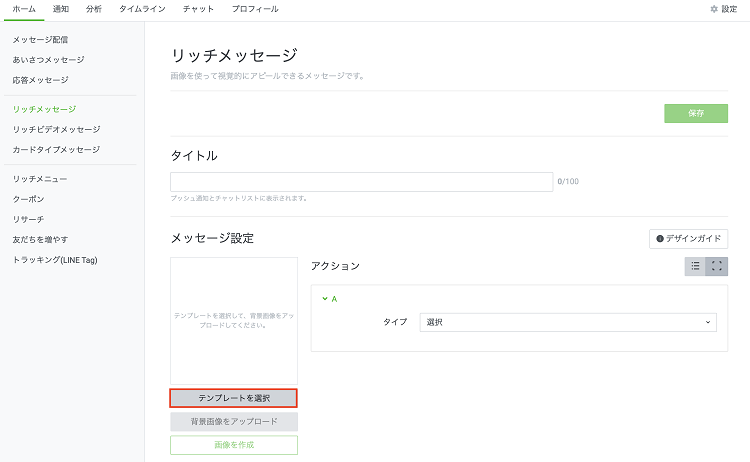 ホーム 通知 分析 タイムライン チャット プロフィール 設定
メッセージ配信
あいさつメッセージ
応答メッセージ
リッチメッセージ
リッチビデオメッセージ
カードタイプメッセージ
リッチメニュー
クーポン
リサーチ
友だちを増やす
トラッキング(LINE Tag)
リッチメッセージ
画像を使って視覚的にアピールできるメッセージです。
保存
タイトル
0/100
プッシュ通知とチャットリストに表示されます。
メッセージ設定
デザインガイド
テンプレートを選択して、背景画像をアッ
プロードしてください。
アクション
A
タイプ 選択
テンプレートを選択
背景画像をアップロード
画像を作成